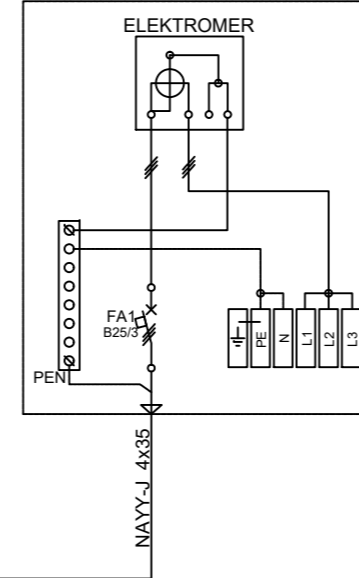 ELEKTROMER
FA1
B25/3
PEN
PE
N
L1
L2
L3
NAYY-J 4x35